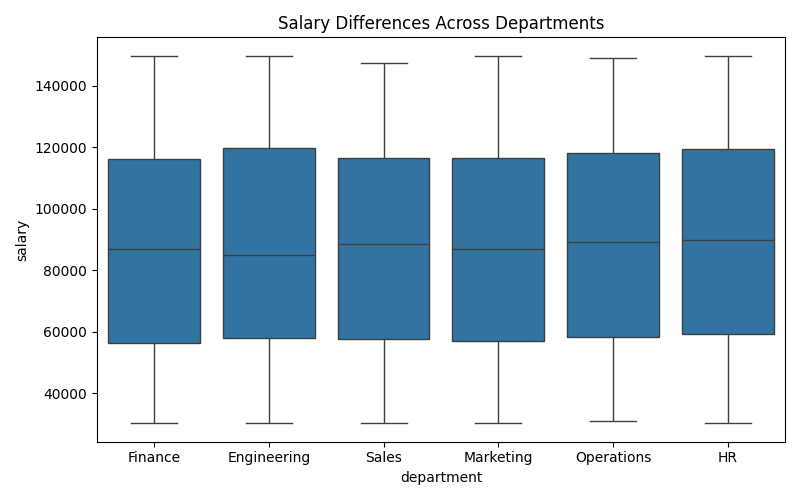 Salary Differences Across Departments
salary
140000
120000
100000
80000
60000
40000
Finance Engineering Sales Marketing Operations HR
department